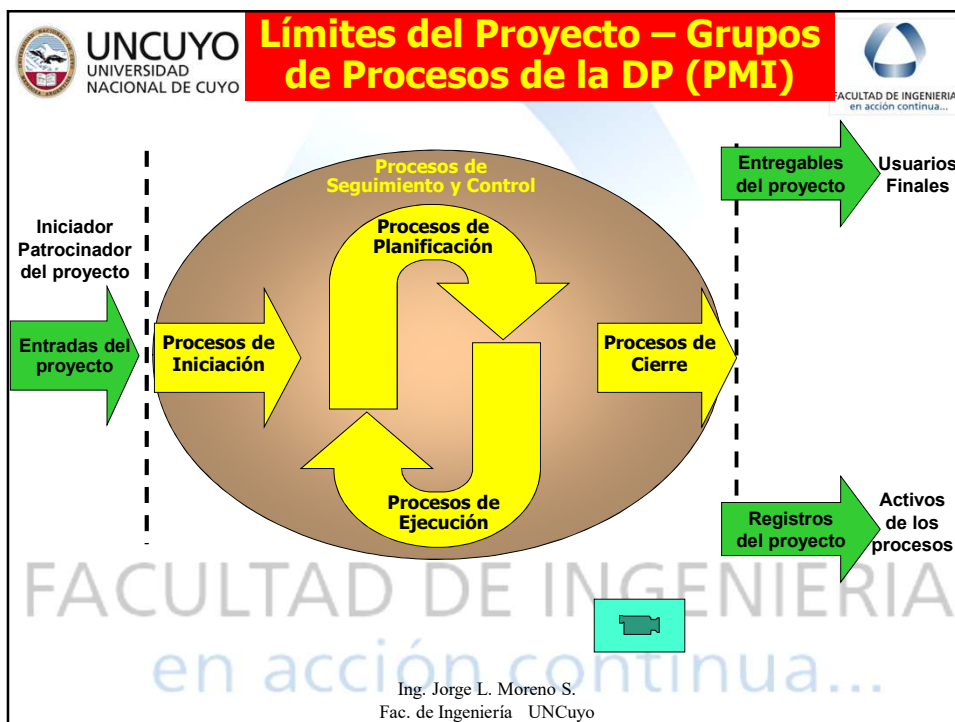 UNCUYO
UNIVERSIDAD
NACIONAL DE CUYO
Límites del Proyecto – Grupos
de Procesos de la DP (PMI)
FACULTAD DE INGENIERIA
en acción continua...
Procesos de
Seguimiento y Control
Entregables
del proyecto
Usuarios
Finales
Iniciador
Patrocinador
del proyecto
Procesos de
Planificación
Entradas del
proyecto
Procesos de
Iniciación
Procesos de
Cierre
Procesos de
Ejecución
Registros
del proyecto
Activos
de los
procesos
FACULTAD DE INGENIERIA
en acción continua...
Ing. Jorge L. Moreno S.
Fac. de Ingeniería UNCuyo